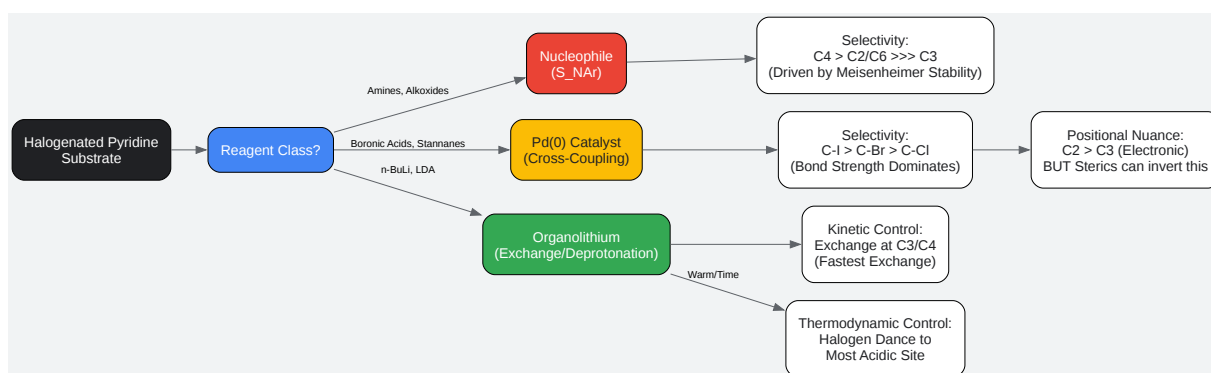 Halogenated Pyridine
Substrate
Reagent Class?
Amines, Alkoxides
Boronic Acids, Stannanes
n-BuLi, LDA
Nucleophile
(S_NAr)
Selectivity:
C4 > C2/C6 >>> C3
(Driven by Meisenheimer Stability)
Pd(0) Catalyst
(Cross-Coupling)
Selectivity:
C-I > C-Br > C-Cl
(Bond Strength Dominates)
Positional Nuance:
C2 > C3 (Electronic)
BUT Sterics can invert this
Organolithium
(Exchange/Deprotonation)
Kinetic Control:
Exchange at C3/C4
(Fastest Exchange)
Warm/Time
Thermodynamic Control:
Halogen Dance to
Most Acidic Site